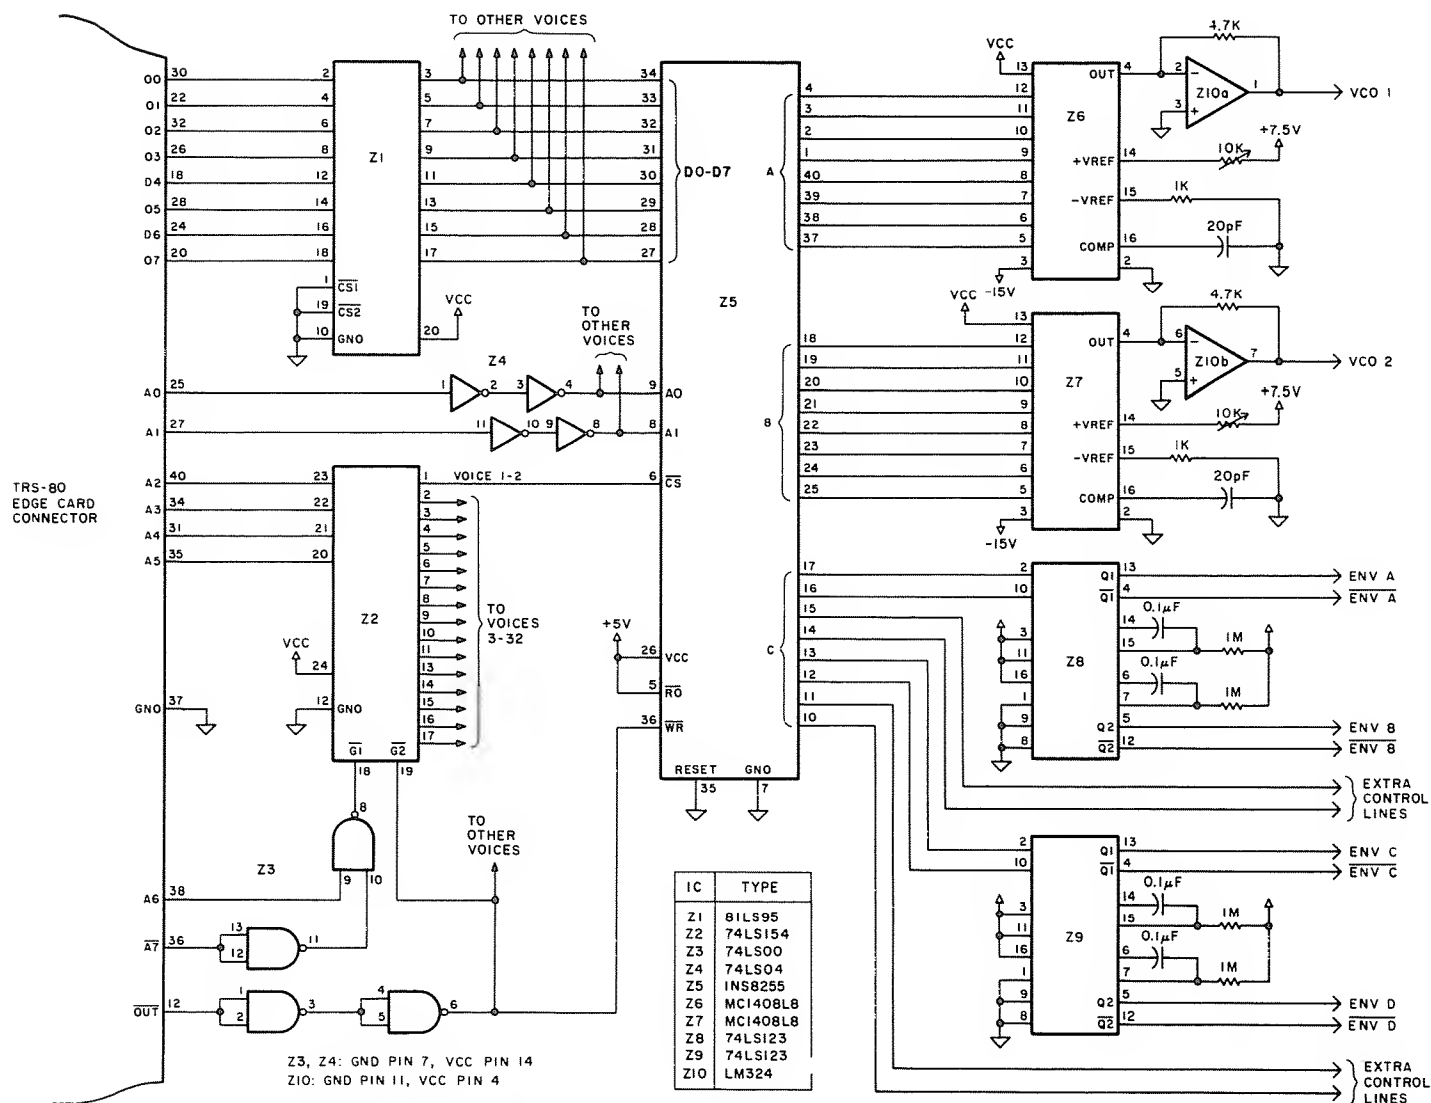 TO OTHER VOICES
TRS-80
EDGE CARD
CONNECTOR
00 30 2 3 34
01 22 4 5 33
02 32 6 7 32
03 26 8 9 31
D4 18 12 11 30
05 28 14 13 29
D6 24 16 15 28
07 20 18 17 27
Z1
1 CS1
19 CS2
10 GNO
20 VCC
D0-D7
Z5
TO
OTHER
VOICES
Z4
A0 25 1 2 3 4 9 A0
A1 27 11 10 9 8 8 A1
A2 40 23 1 VOICE 1-2 6 CS
A3 34 22
A4 31 21
A5 35 20
Z2
2
3
4
5
6
7
8
9
10
11
13
14
15
16
17
TO
VOICES
3-32
VCC
24
12 GNO
GNO 37
G1 G2
18 19
+5V
26 VCC
5 RO
36 WR
RESET GNO
35 7
8
Z3
9 10
A6 38
A7 36 13 12 11
OUT 12 1 2 3 4 5 6
TO
OTHER
VOICES
Z3, Z4: GND PIN 7, VCC PIN 14
Z10: GND PIN 11, VCC PIN 4
IC TYPE
Z1 81LS95
Z2 74LS154
Z3 74LS00
Z4 74LS04
Z5 INS8255
Z6 MC1408L8
Z7 MC1408L8
Z8 74LS123
Z9 74LS123
Z10 LM324
A
4 12
3 11
2 10
1 9
40 8
39 7
38 6
37 5
VCC
13
Z6
3 -15V
OUT 4
4.7K
2 −
Z10a 1
3 +
VCO 1
+7.5V
+VREF 14 10K
-VREF 15 1K
COMP 16 20pF
2
B
18 12
19 11
20 10
21 9
22 8
23 7
24 6
25 5
VCC
13
Z7
3
-15V
OUT 4
4.7K
6 −
Z10b 7
5 +
VCO 2
+7.5V
+VREF 14 10K
-VREF 15 1K
COMP 16 20pF
2
C
17 2
16 10
15
14
13
12
11
10
Z8
3
11
16
1
9
8
Q1 13 ENV A
Q1 4 ENV A
14 0.1µF
15 1M
6 0.1µF
7 1M
Q2 5 ENV B
Q2 12 ENV B
EXTRA
CONTROL
LINES
2
10
Z9
3
11
16
1
9
8
Q1 13 ENV C
Q1 4 ENV C
14 0.1µF
15 1M
6 0.1µF
7 1M
Q2 5 ENV D
Q2 12 ENV D
EXTRA
CONTROL
LINES